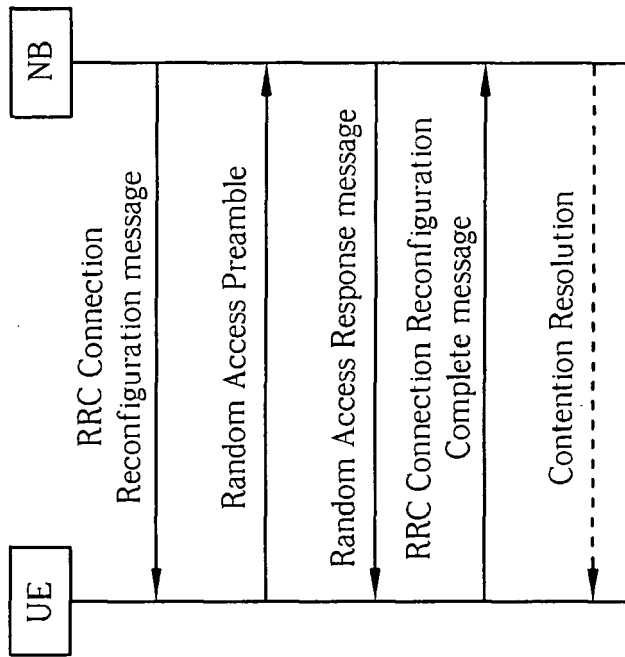 UE
NB
RRC Connection
Reconfiguration message
Random Access Preamble
Random Access Response message
RRC Connection Reconfiguration
Complete message
Contention Resolution